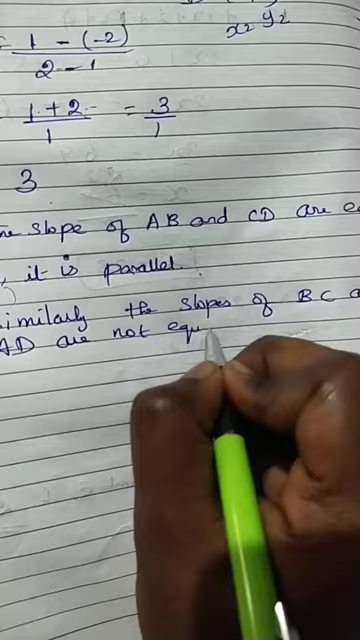 x2 y2
= 1 - (-2) / 2 - 1
1 + 2 / 1 = 3 / 1
3
slope of AB and CD are
, it is parallel.
imilarly the slopes of BC
AD are not equ